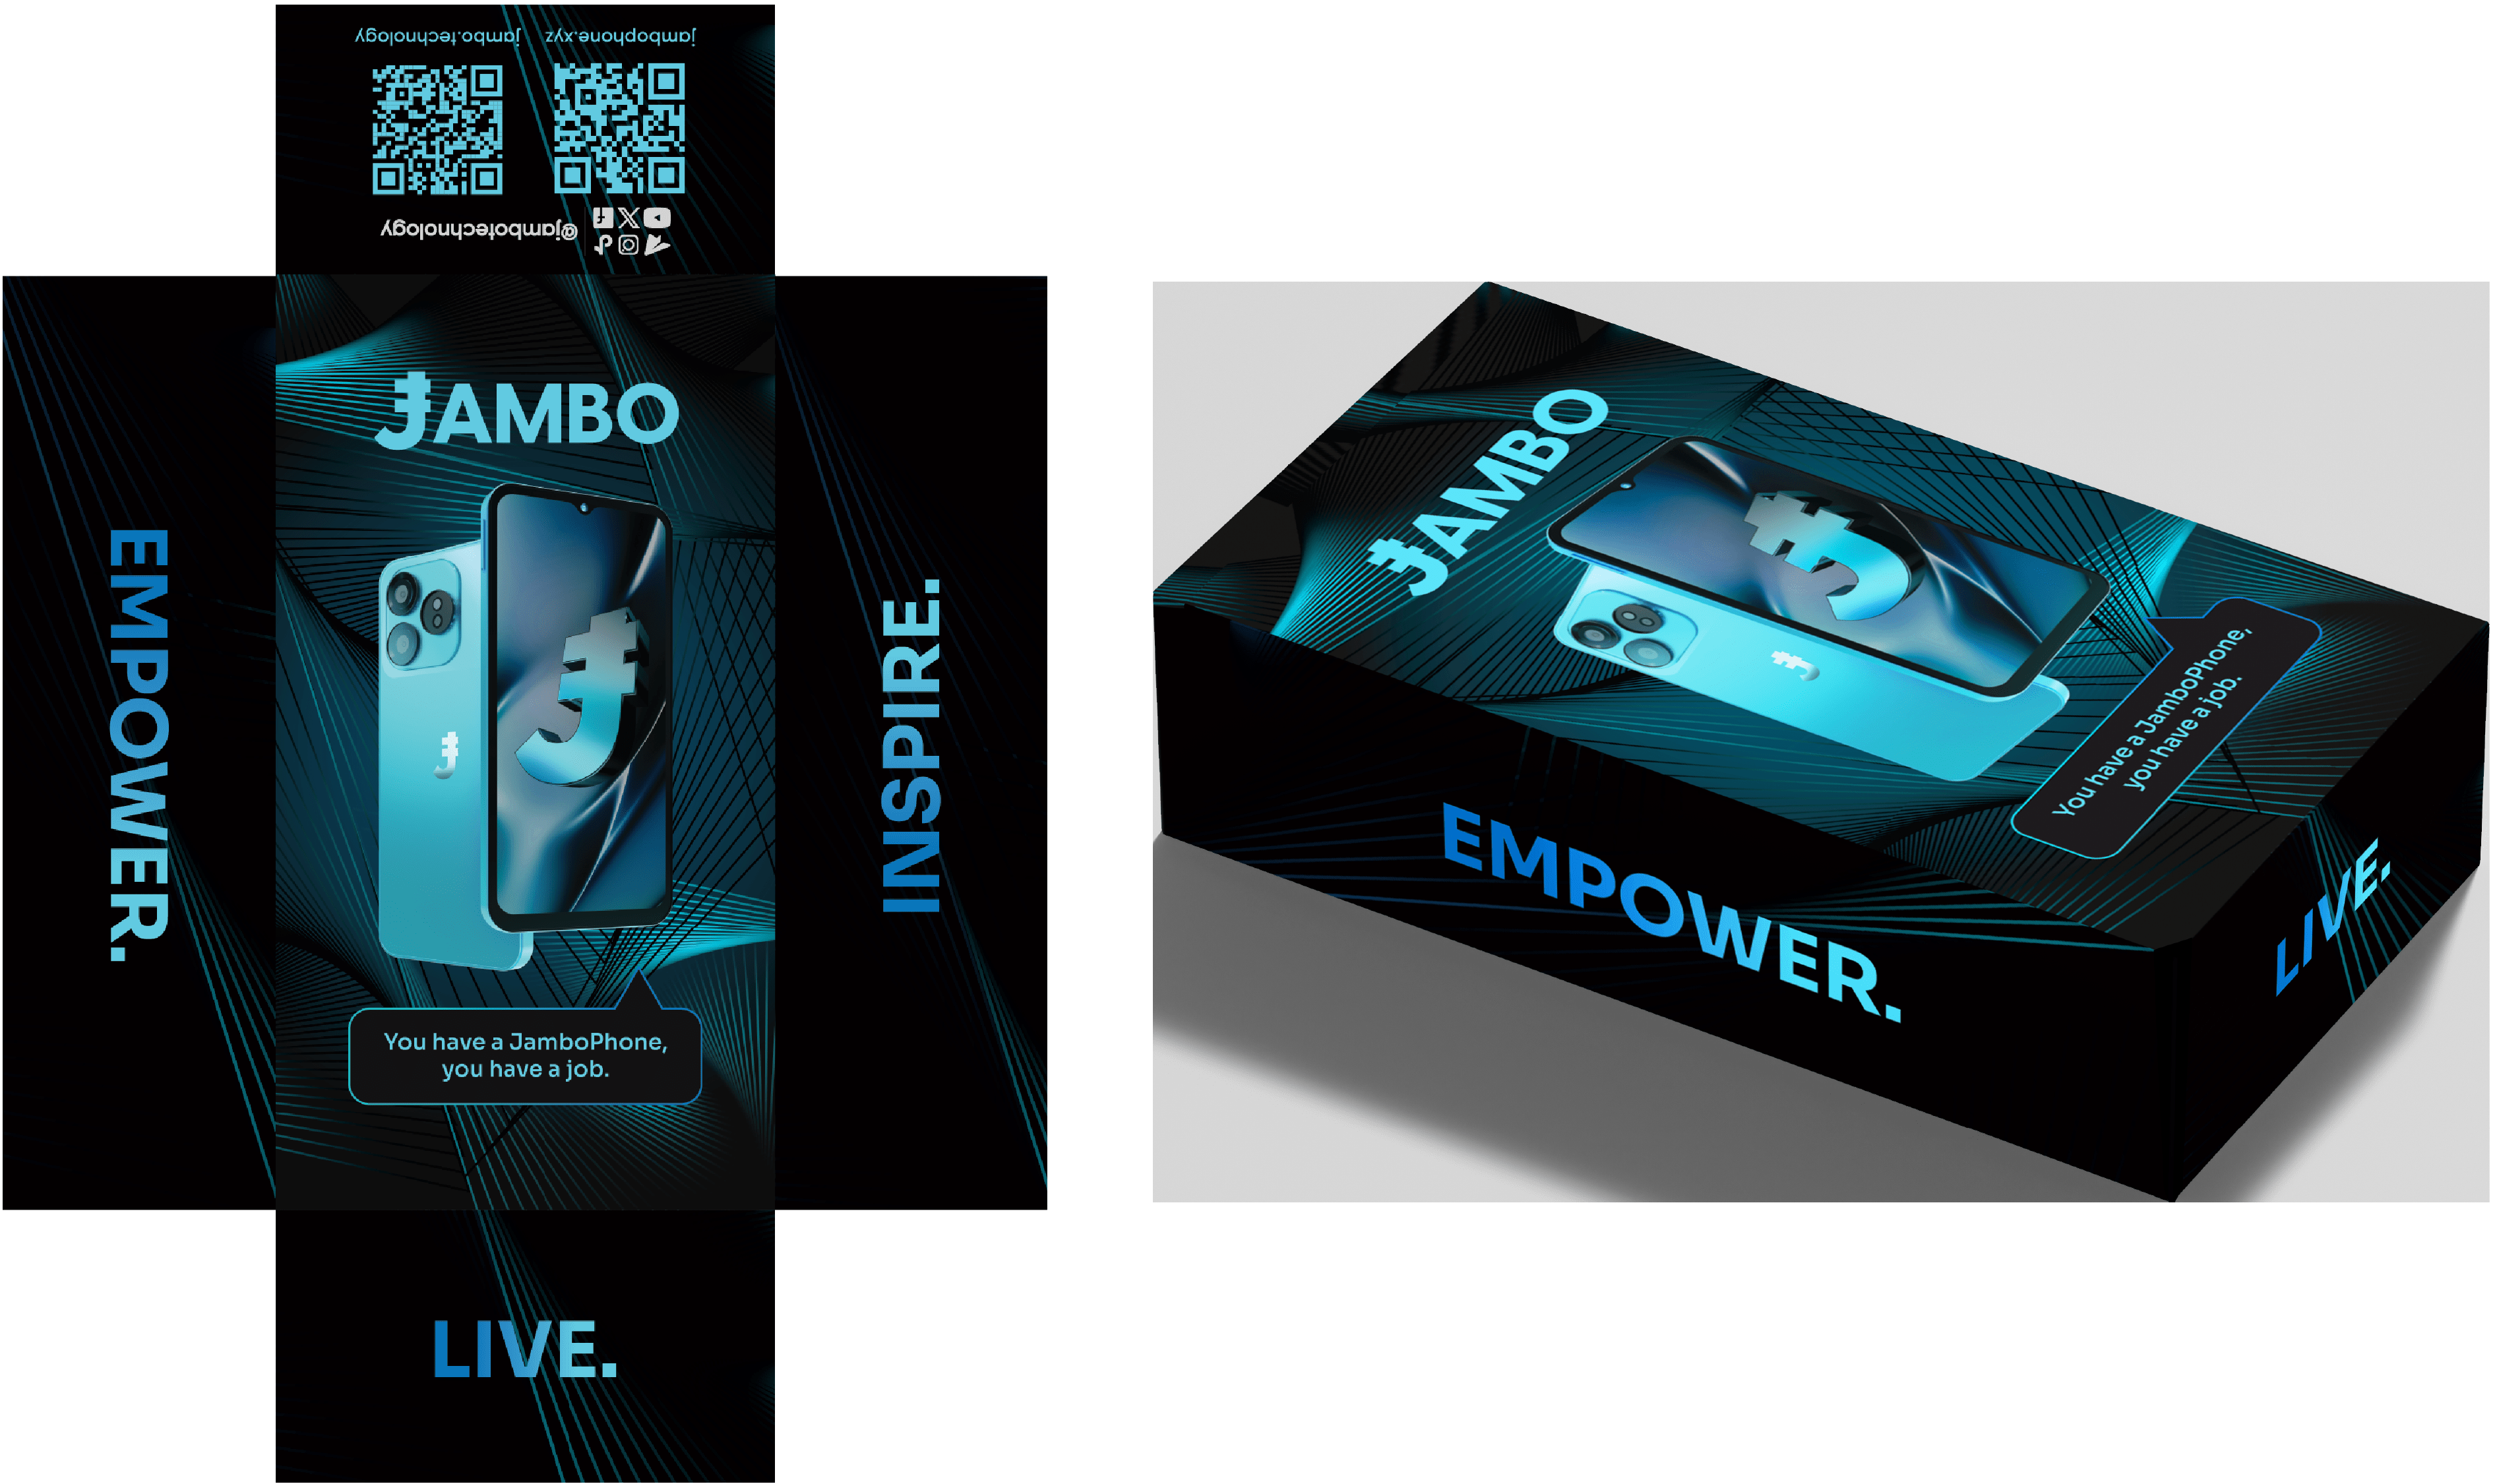 jambo.technology
jambophone.xyz
@jambotechnology
JAMBO
EMPOWER.
INSPIRE.
You have a JamboPhone,
you have a job.
LIVE.
JAMBO
You have a JamboPhone,
you have a job.
EMPOWER.
LIVE.